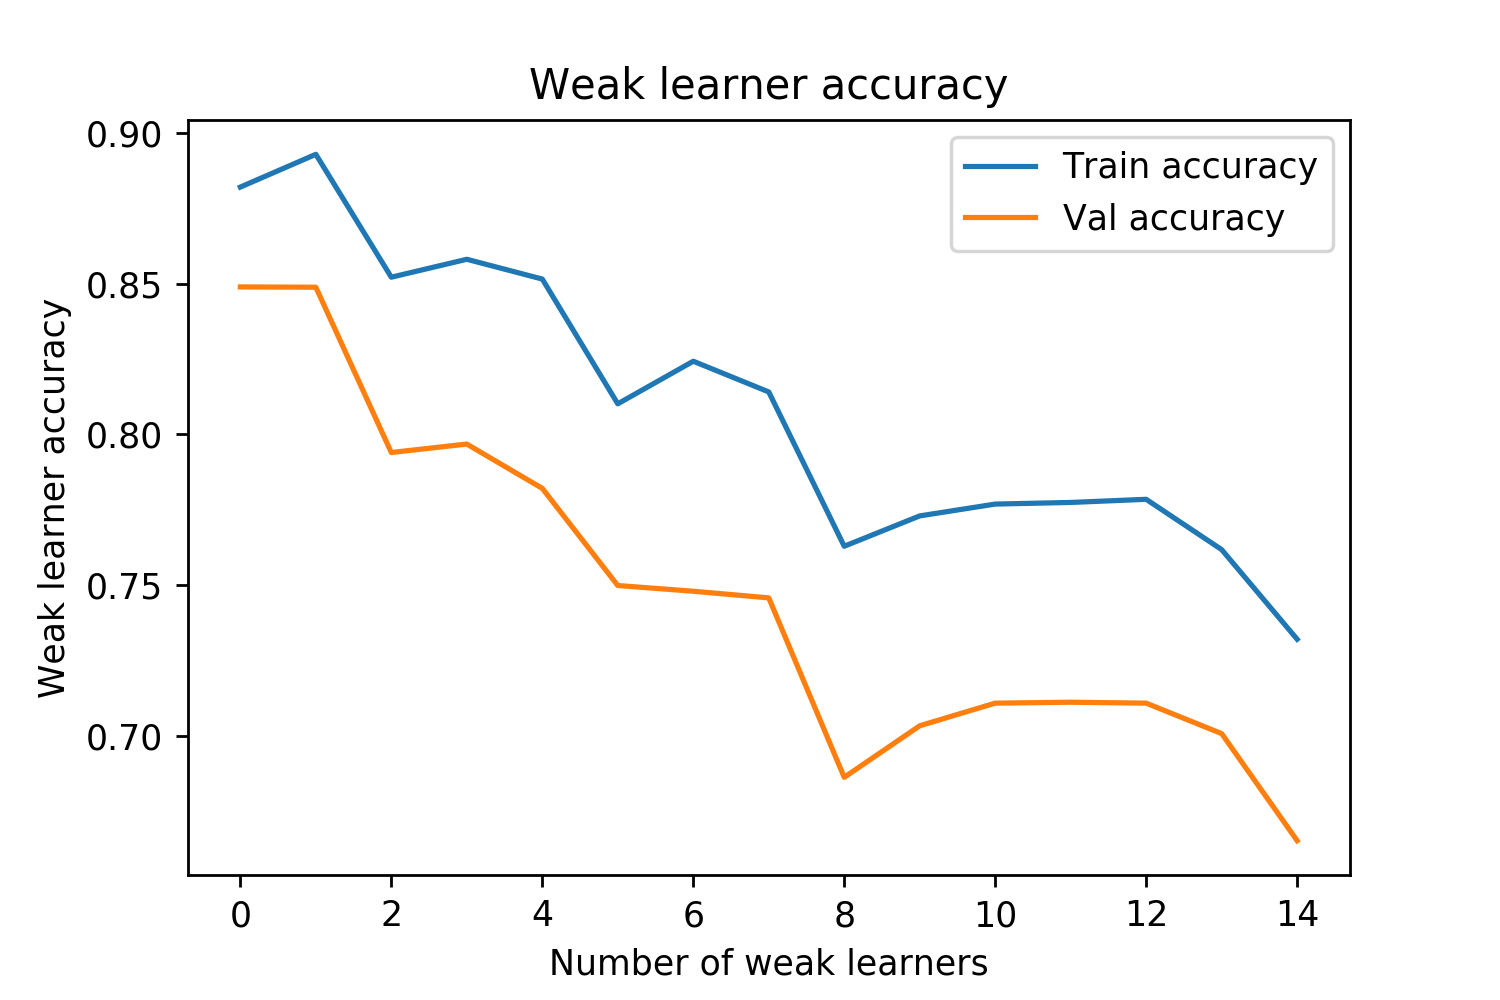 Weak learner accuracy
Train accuracy
Val accuracy
Weak learner accuracy
0.90
0.85
0.80
0.75
0.70
0 2 4 6 8 10 12 14
Number of weak learners